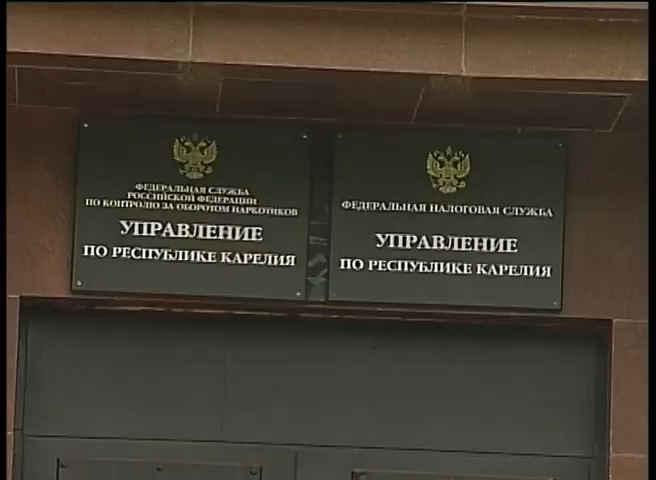 ФЕДЕРАЛЬНАЯ СЛУЖБА
РОССИЙСКОЙ ФЕДЕРАЦИИ
ПО КОНТРОЛЮ ЗА ОБОРОТОМ НАРКОТИКОВ
УПРАВЛЕНИЕ
ПО РЕСПУБЛИКЕ КАРЕЛИЯ
ФЕДЕРАЛЬНАЯ НАЛОГОВАЯ СЛУЖБА
УПРАВЛЕНИЕ
ПО РЕСПУБЛИКЕ КАРЕЛИЯ